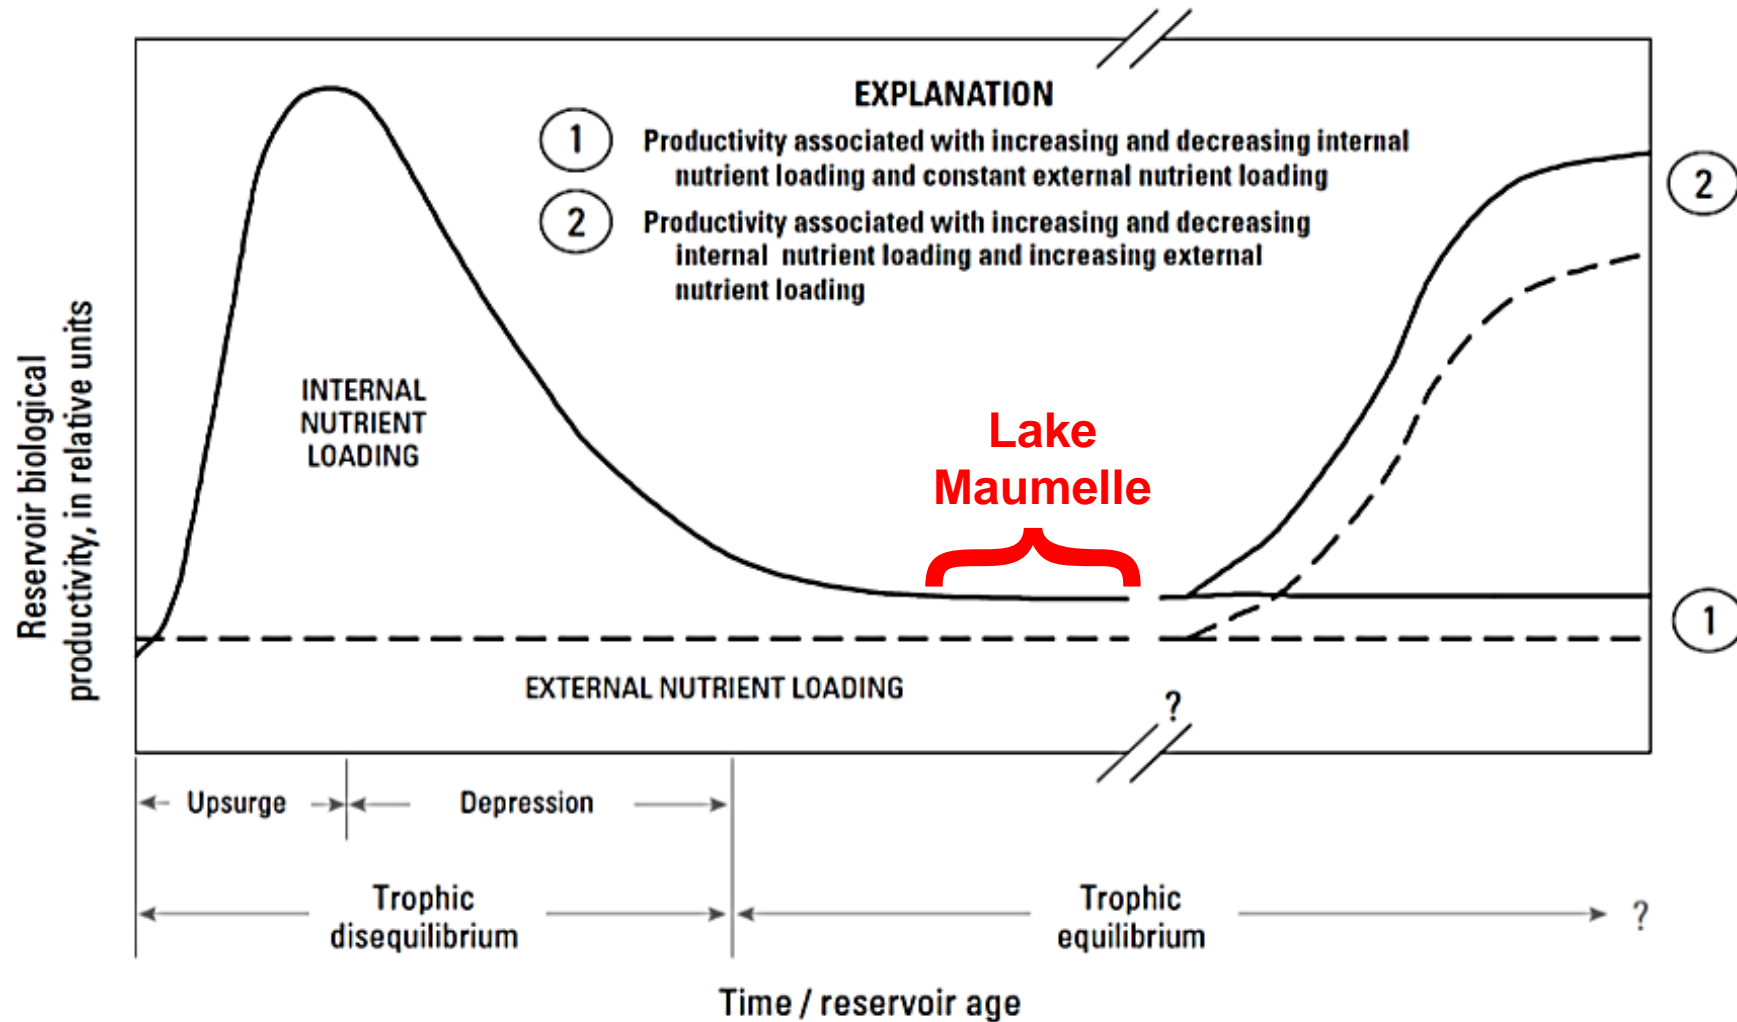 EXPLANATION
1 Productivity associated with increasing and decreasing internal
nutrient loading and constant external nutrient loading
2 Productivity associated with increasing and decreasing
internal nutrient loading and increasing external
nutrient loading
2
Reservoir biological
productivity, in relative units
INTERNAL
NUTRIENT
LOADING
Lake
Maumelle
1
EXTERNAL NUTRIENT LOADING
?
Upsurge
Depression
Trophic
disequilibrium
Trophic
equilibrium
?
Time / reservoir age